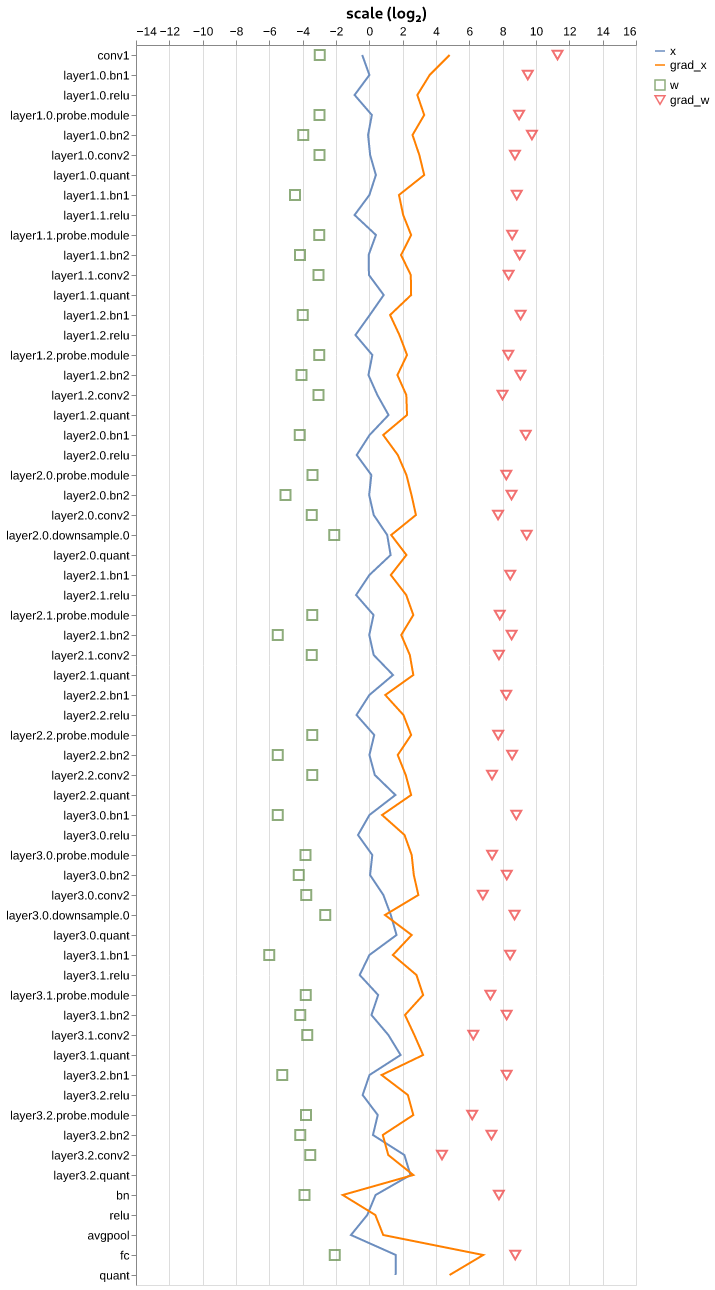 scale (log₂)
−14 −12 −10 −8 −6 −4 −2 0 2 4 6 8 10 12 14 16
x
grad_x
w
grad_w
conv1
layer1.0.bn1
layer1.0.relu
layer1.0.probe.module
layer1.0.bn2
layer1.0.conv2
layer1.0.quant
layer1.1.bn1
layer1.1.relu
layer1.1.probe.module
layer1.1.bn2
layer1.1.conv2
layer1.1.quant
layer1.2.bn1
layer1.2.relu
layer1.2.probe.module
layer1.2.bn2
layer1.2.conv2
layer1.2.quant
layer2.0.bn1
layer2.0.relu
layer2.0.probe.module
layer2.0.bn2
layer2.0.conv2
layer2.0.downsample.0
layer2.0.quant
layer2.1.bn1
layer2.1.relu
layer2.1.probe.module
layer2.1.bn2
layer2.1.conv2
layer2.1.quant
layer2.2.bn1
layer2.2.relu
layer2.2.probe.module
layer2.2.bn2
layer2.2.conv2
layer2.2.quant
layer3.0.bn1
layer3.0.relu
layer3.0.probe.module
layer3.0.bn2
layer3.0.conv2
layer3.0.downsample.0
layer3.0.quant
layer3.1.bn1
layer3.1.relu
layer3.1.probe.module
layer3.1.bn2
layer3.1.conv2
layer3.1.quant
layer3.2.bn1
layer3.2.relu
layer3.2.probe.module
layer3.2.bn2
layer3.2.conv2
layer3.2.quant
bn
relu
avgpool
fc
quant